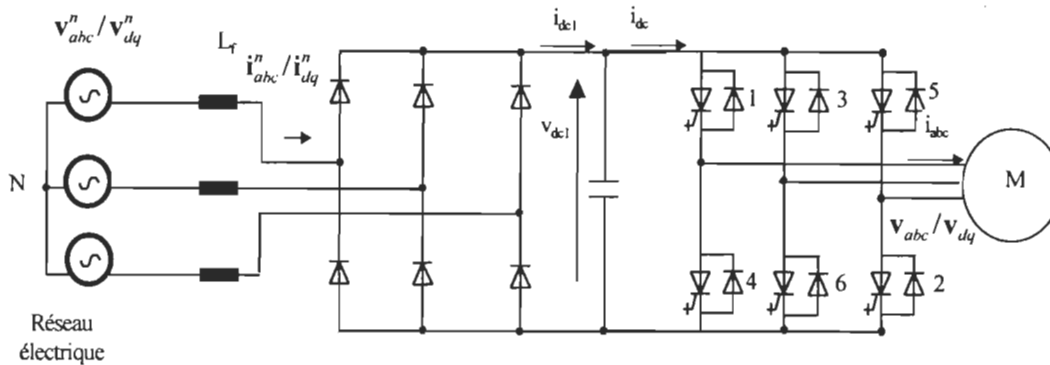 v^n_abc / v^n_dq
L_f
i^n_abc / i^n_dq
i_dc1
i_dc
v_dc1
N
1
3
5
i_abc
M
v_abc / v_dq
4
6
2
Réseau
électrique